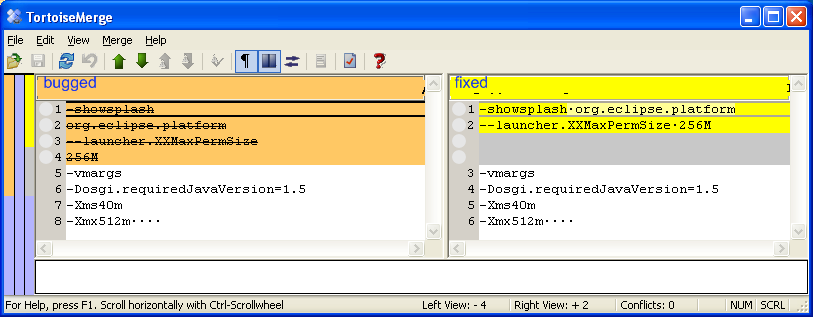 TortoiseMerge
File Edit View Merge Help
bugged
1 -showsplash
2 org.eclipse.platform
3 --launcher.XXMaxPermSize
4 256M
5 -vmargs
6 -Dosgi.requiredJavaVersion=1.5
7 -Xms40m
8 -Xmx512m····
fixed
1 -showsplash·org.eclipse.platform
2 --launcher.XXMaxPermSize·256M
3 -vmargs
4 -Dosgi.requiredJavaVersion=1.5
5 -Xms40m
6 -Xmx512m····
For Help, press F1. Scroll horizontally with Ctrl-Scrollwheel Left View: - 4 Right View: + 2 Conflicts: 0 NUM SCRL